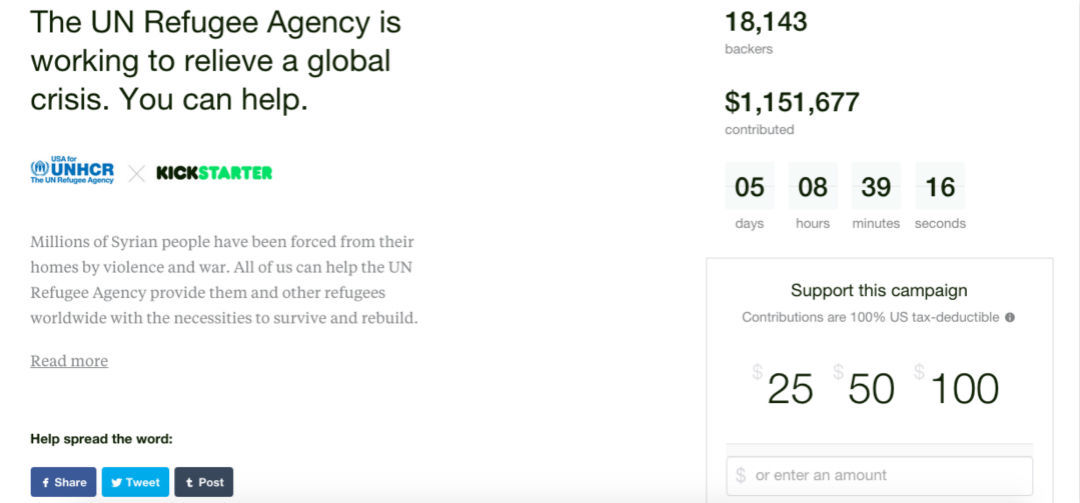 The UN Refugee Agency is
working to relieve a global
crisis. You can help.
USA for
UNHCR
The UN Refugee Agency
KICKSTARTER
Millions of Syrian people have been forced from their
homes by violence and war. All of us can help the UN
Refugee Agency provide them and other refugees
worldwide with the necessities to survive and rebuild.
Read more
Help spread the word:
f Share
Tweet
t Post
18,143
backers
$1,151,677
contributed
05 08 39 16
days hours minutes seconds
Support this campaign
Contributions are 100% US tax-deductible
$25 $50 $100
$ or enter an amount